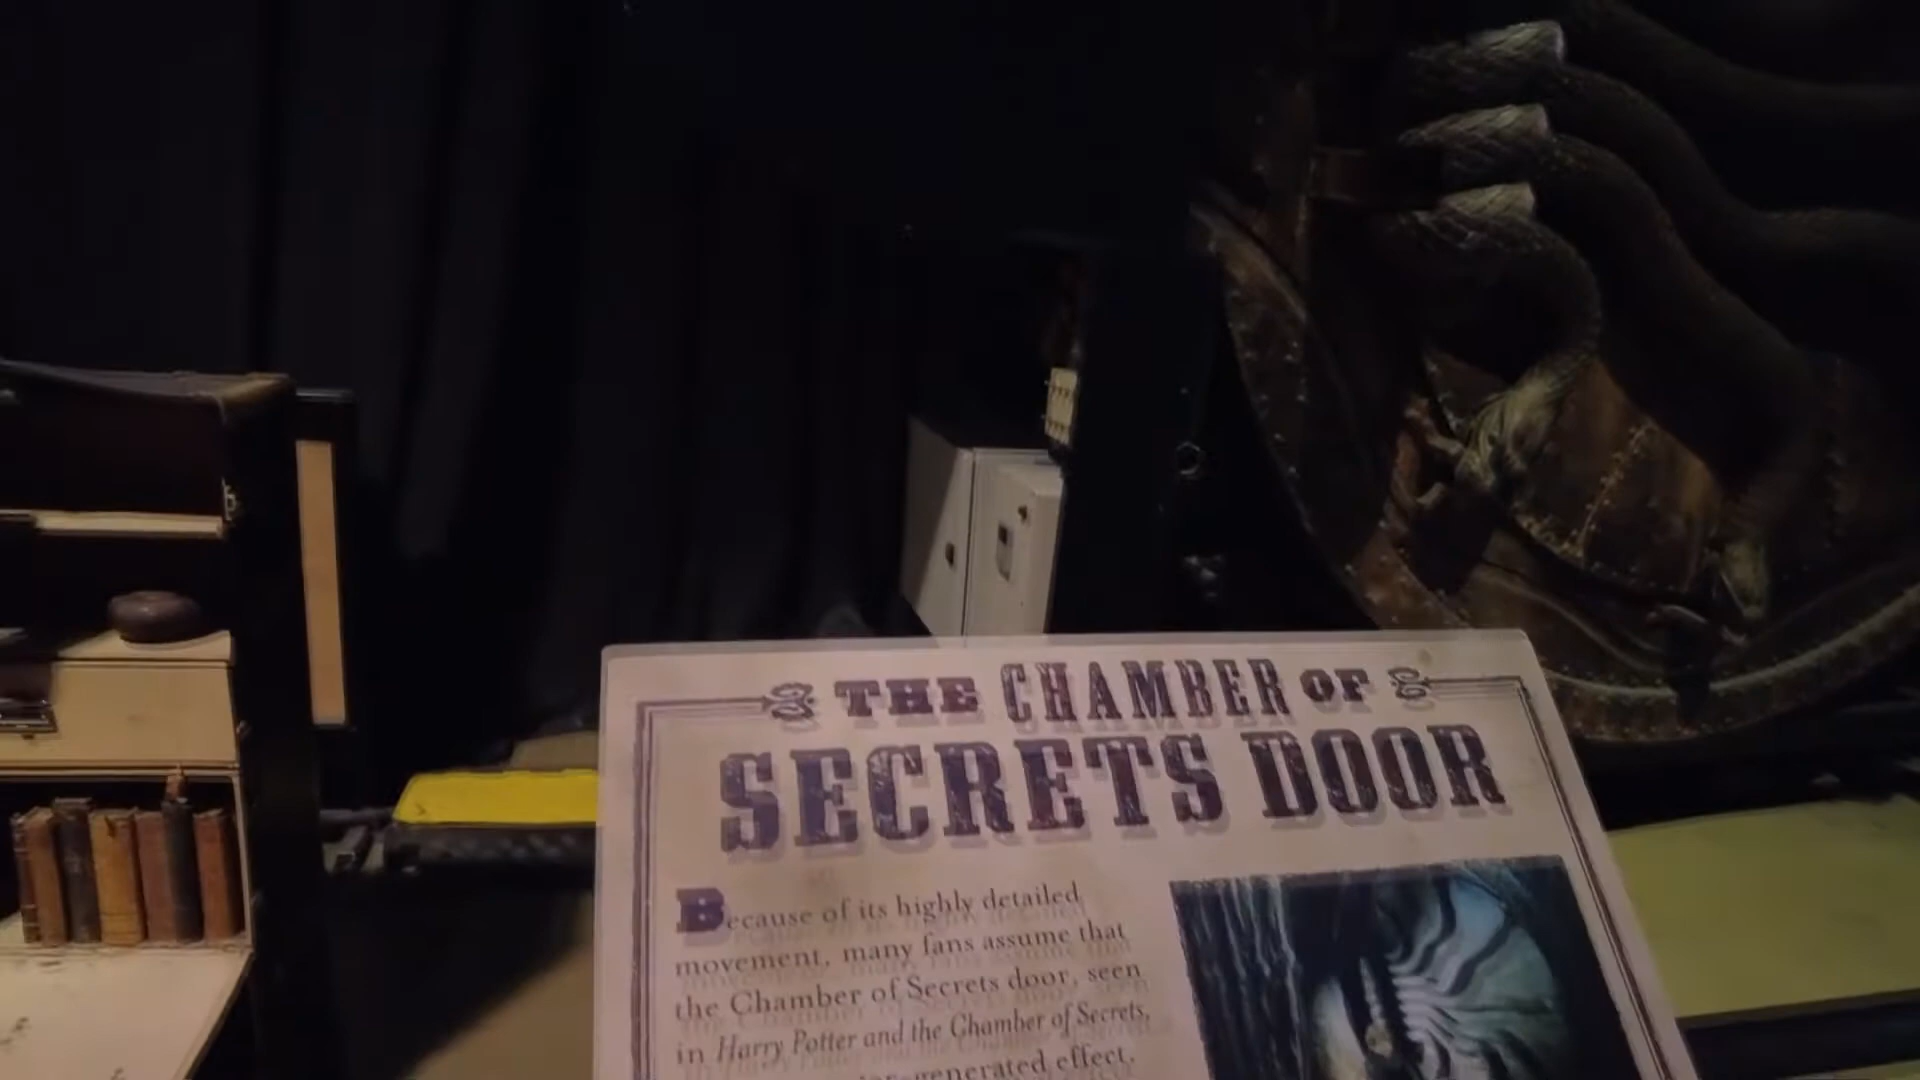 THE CHAMBER OF
SECRETS DOOR
Because of its highly detailed
movement, many fans assume that
the Chamber of Secrets door, seen
in Harry Potter and the Chamber of Secrets,
generated effect.